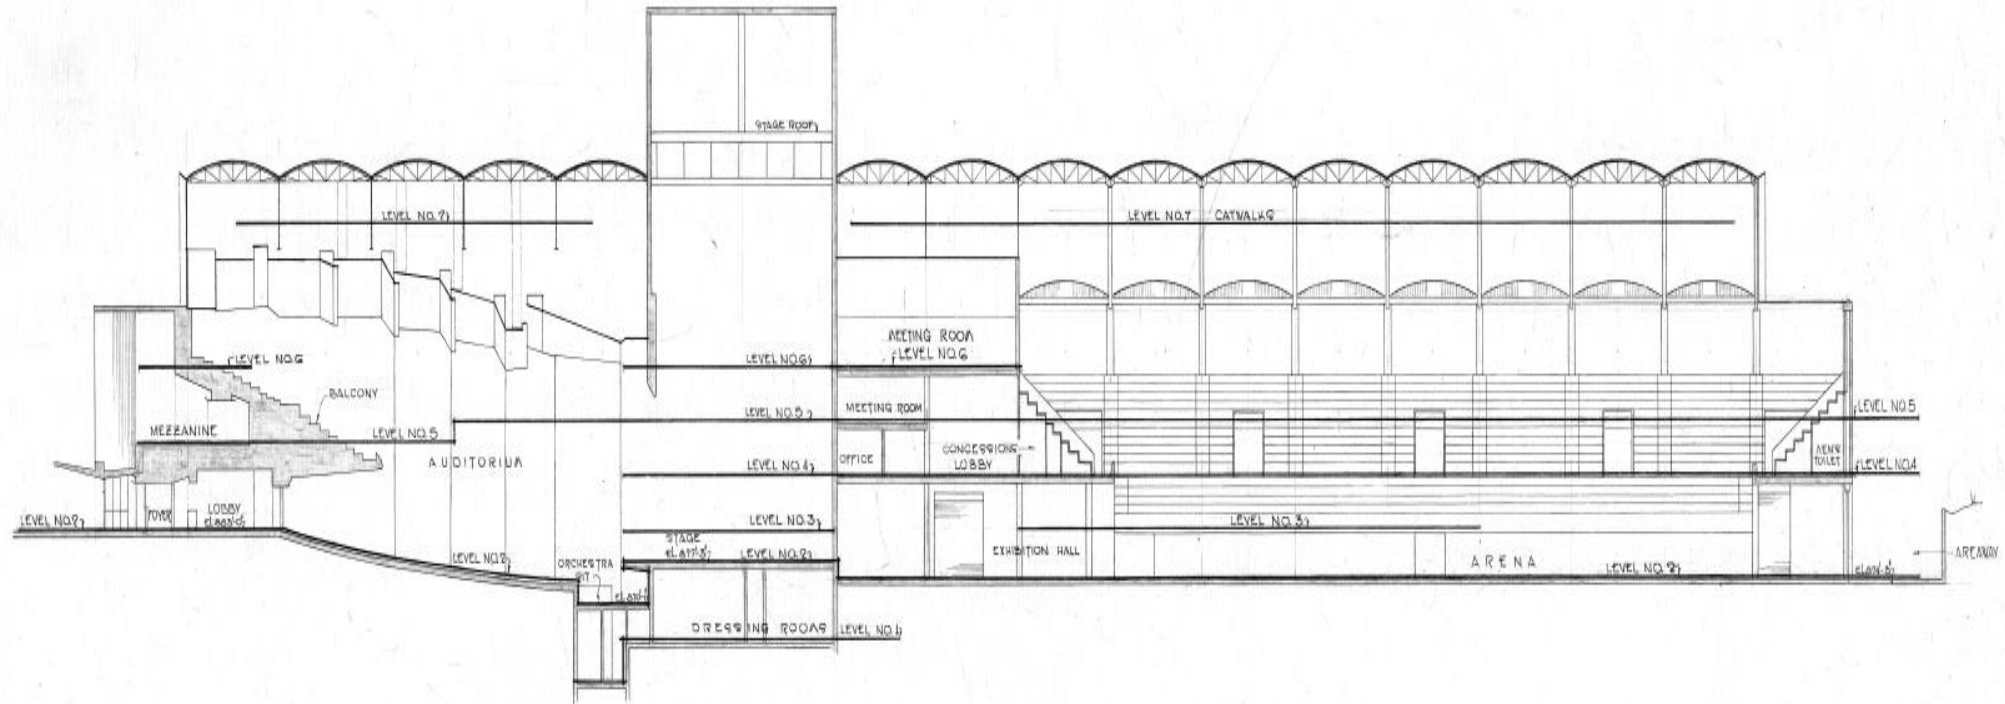 STAGE ROOF
LEVEL NO. 7
LEVEL NO. 7 CATWALKS
MEETING ROOM
LEVEL NO. 6
LEVEL NO. 6
LEVEL NO. 6
BALCONY
MEETING ROOM
LEVEL NO. 5
LEVEL NO. 5
MEZZANINE
LEVEL NO. 5
AUDITORIUM
OFFICE
CONCESSIONS
LOBBY
MEN'S
TOILET
LEVEL NO. 4
LEVEL NO. 4
FOYER
LOBBY
LEVEL NO. 2
LEVEL NO. 3
LEVEL NO. 3
STAGE
LEVEL NO. 2
LEVEL NO. 2
ORCHESTRA
PIT
EXHIBITION HALL
ARENA
LEVEL NO. 2
AREAWAY
DRESSING ROOMS
LEVEL NO. 1